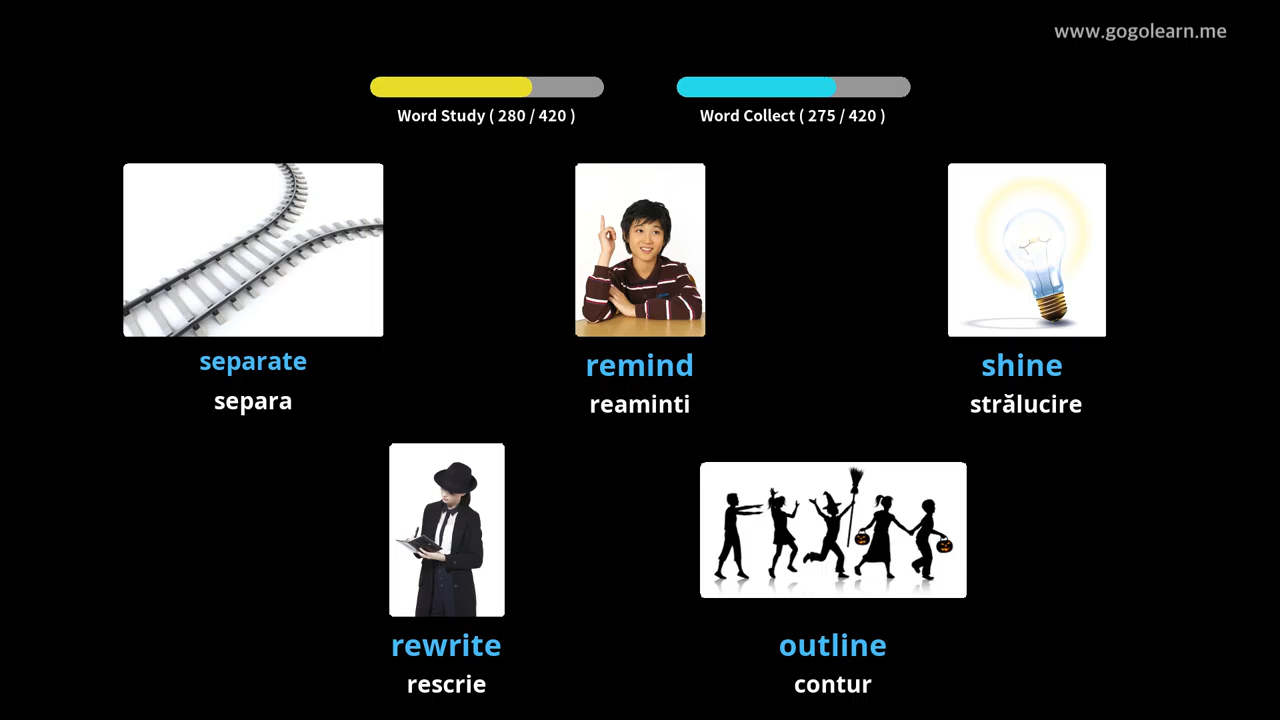 www.gogolearn.me
Word Study ( 280 / 420 )
Word Collect ( 275 / 420 )
separate
separa
remind
reaminti
shine
strălucire
rewrite
rescrie
outline
contur